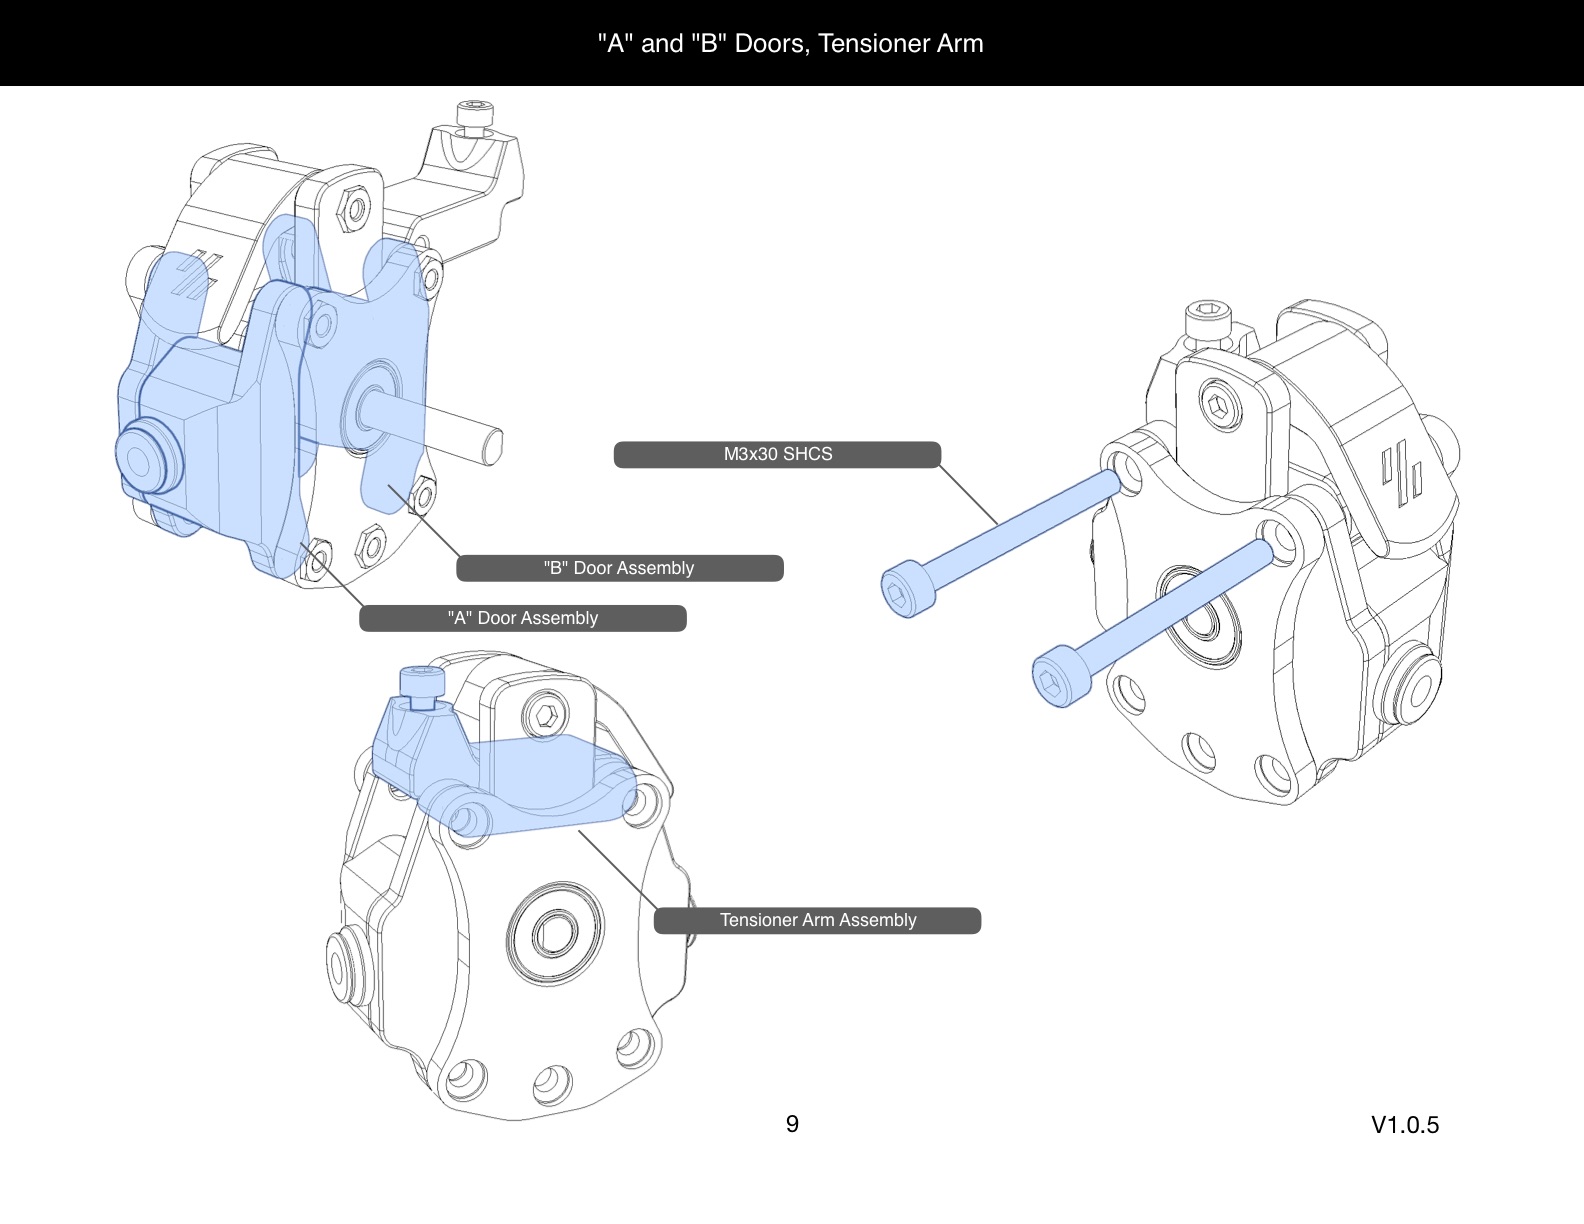 "A" and "B" Doors, Tensioner Arm
M3x30 SHCS
"B" Door Assembly
"A" Door Assembly
Tensioner Arm Assembly
9
V1.0.5